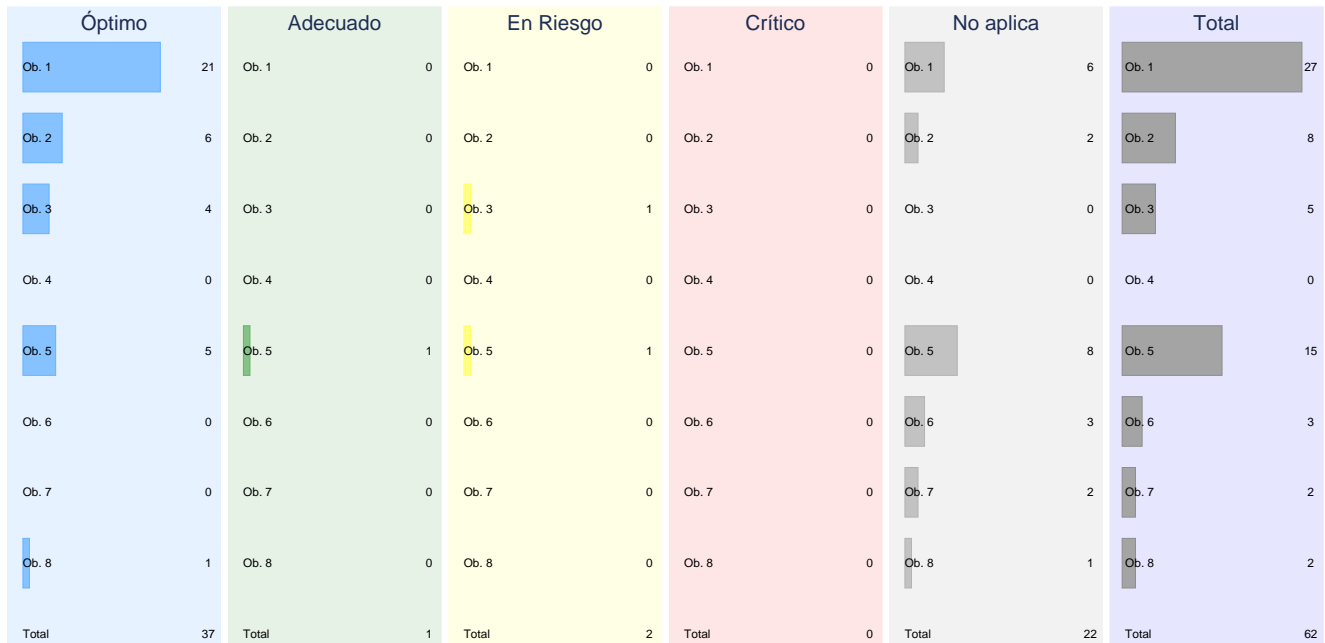 Óptimo Adecuado En Riesgo Crítico No aplica Total
Ob. 1 21 Ob. 1 0 Ob. 1 0 Ob. 1 0 Ob. 1 6 Ob. 1 27
Ob. 2 6 Ob. 2 0 Ob. 2 0 Ob. 2 0 Ob. 2 2 Ob. 2 8
Ob. 3 4 Ob. 3 0 Ob. 3 1 Ob. 3 0 Ob. 3 0 Ob. 3 5
Ob. 4 0 Ob. 4 0 Ob. 4 0 Ob. 4 0 Ob. 4 0 Ob. 4 0
Ob. 5 5 Ob. 5 1 Ob. 5 1 Ob. 5 0 Ob. 5 8 Ob. 5 15
Ob. 6 0 Ob. 6 0 Ob. 6 0 Ob. 6 0 Ob. 6 3 Ob. 6 3
Ob. 7 0 Ob. 7 0 Ob. 7 0 Ob. 7 0 Ob. 7 2 Ob. 7 2
Ob. 8 1 Ob. 8 0 Ob. 8 0 Ob. 8 0 Ob. 8 1 Ob. 8 2
Total 37 Total 1 Total 2 Total 0 Total 22 Total 62